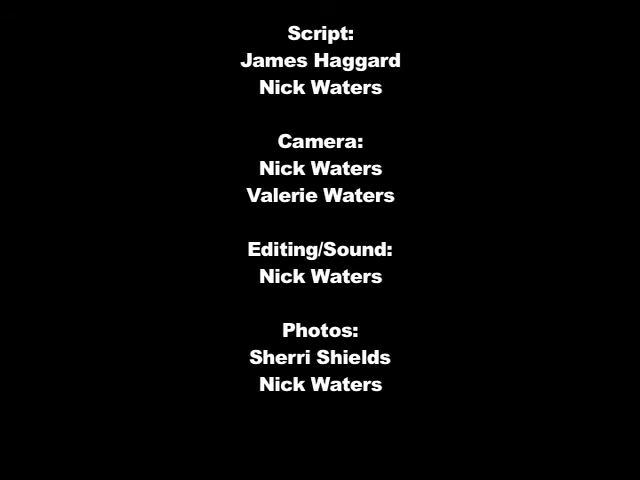 Script:
James Haggard
Nick Waters
Camera:
Nick Waters
Valerie Waters
Editing/Sound:
Nick Waters
Photos:
Sherri Shields
Nick Waters